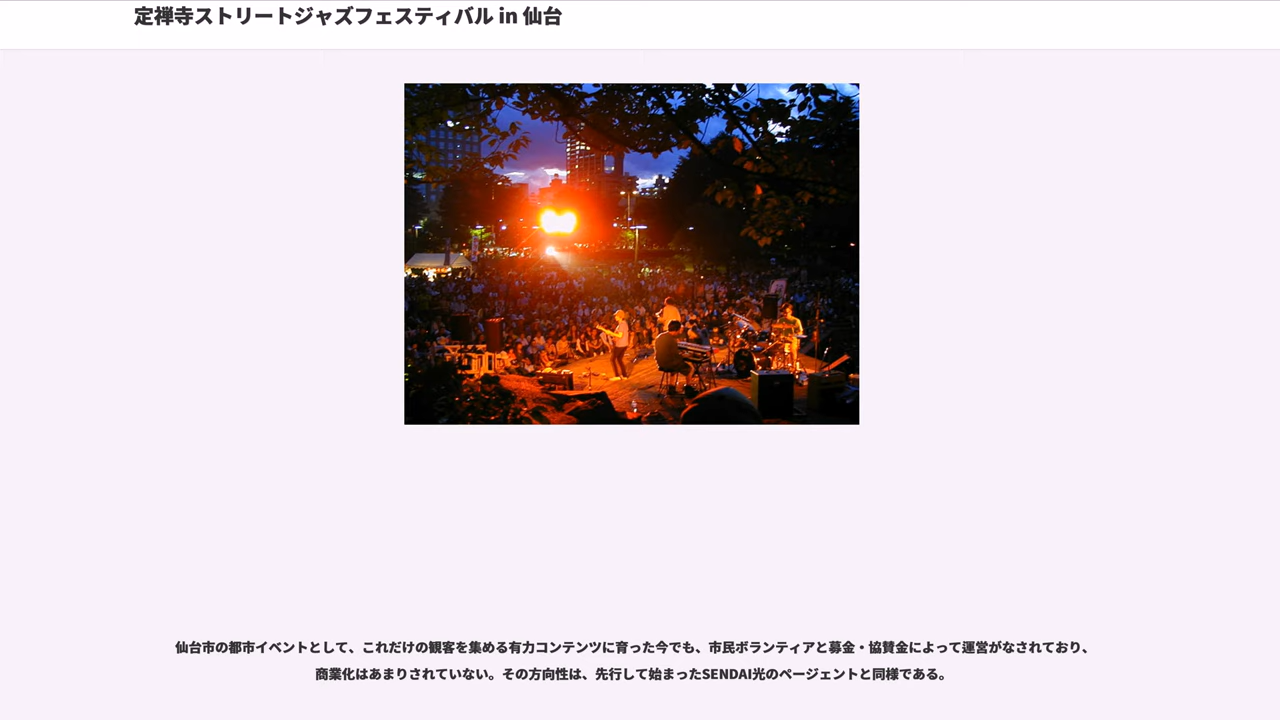 定禅寺ストリートジャズフェスティバル in 仙台
仙台市の都市イベントとして、これだけの観客を集める有力コンテンツに育った今でも、市民ボランティアと募金・協賛金によって運営がなされており、
商業化はあまりされていない。その方向性は、先行して始まったSENDAI光のページェントと同様である。